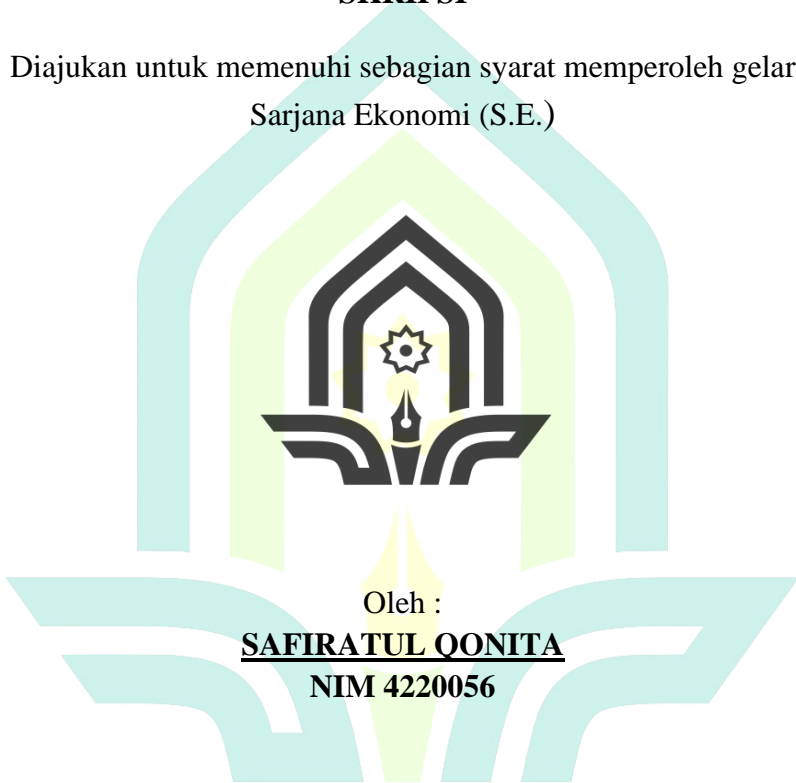 Diajukan untuk memenuhi sebagian syarat memperoleh gelar
Sarjana Ekonomi (S.E.)
Oleh :
SAFIRATUL QONITA
NIM 4220056